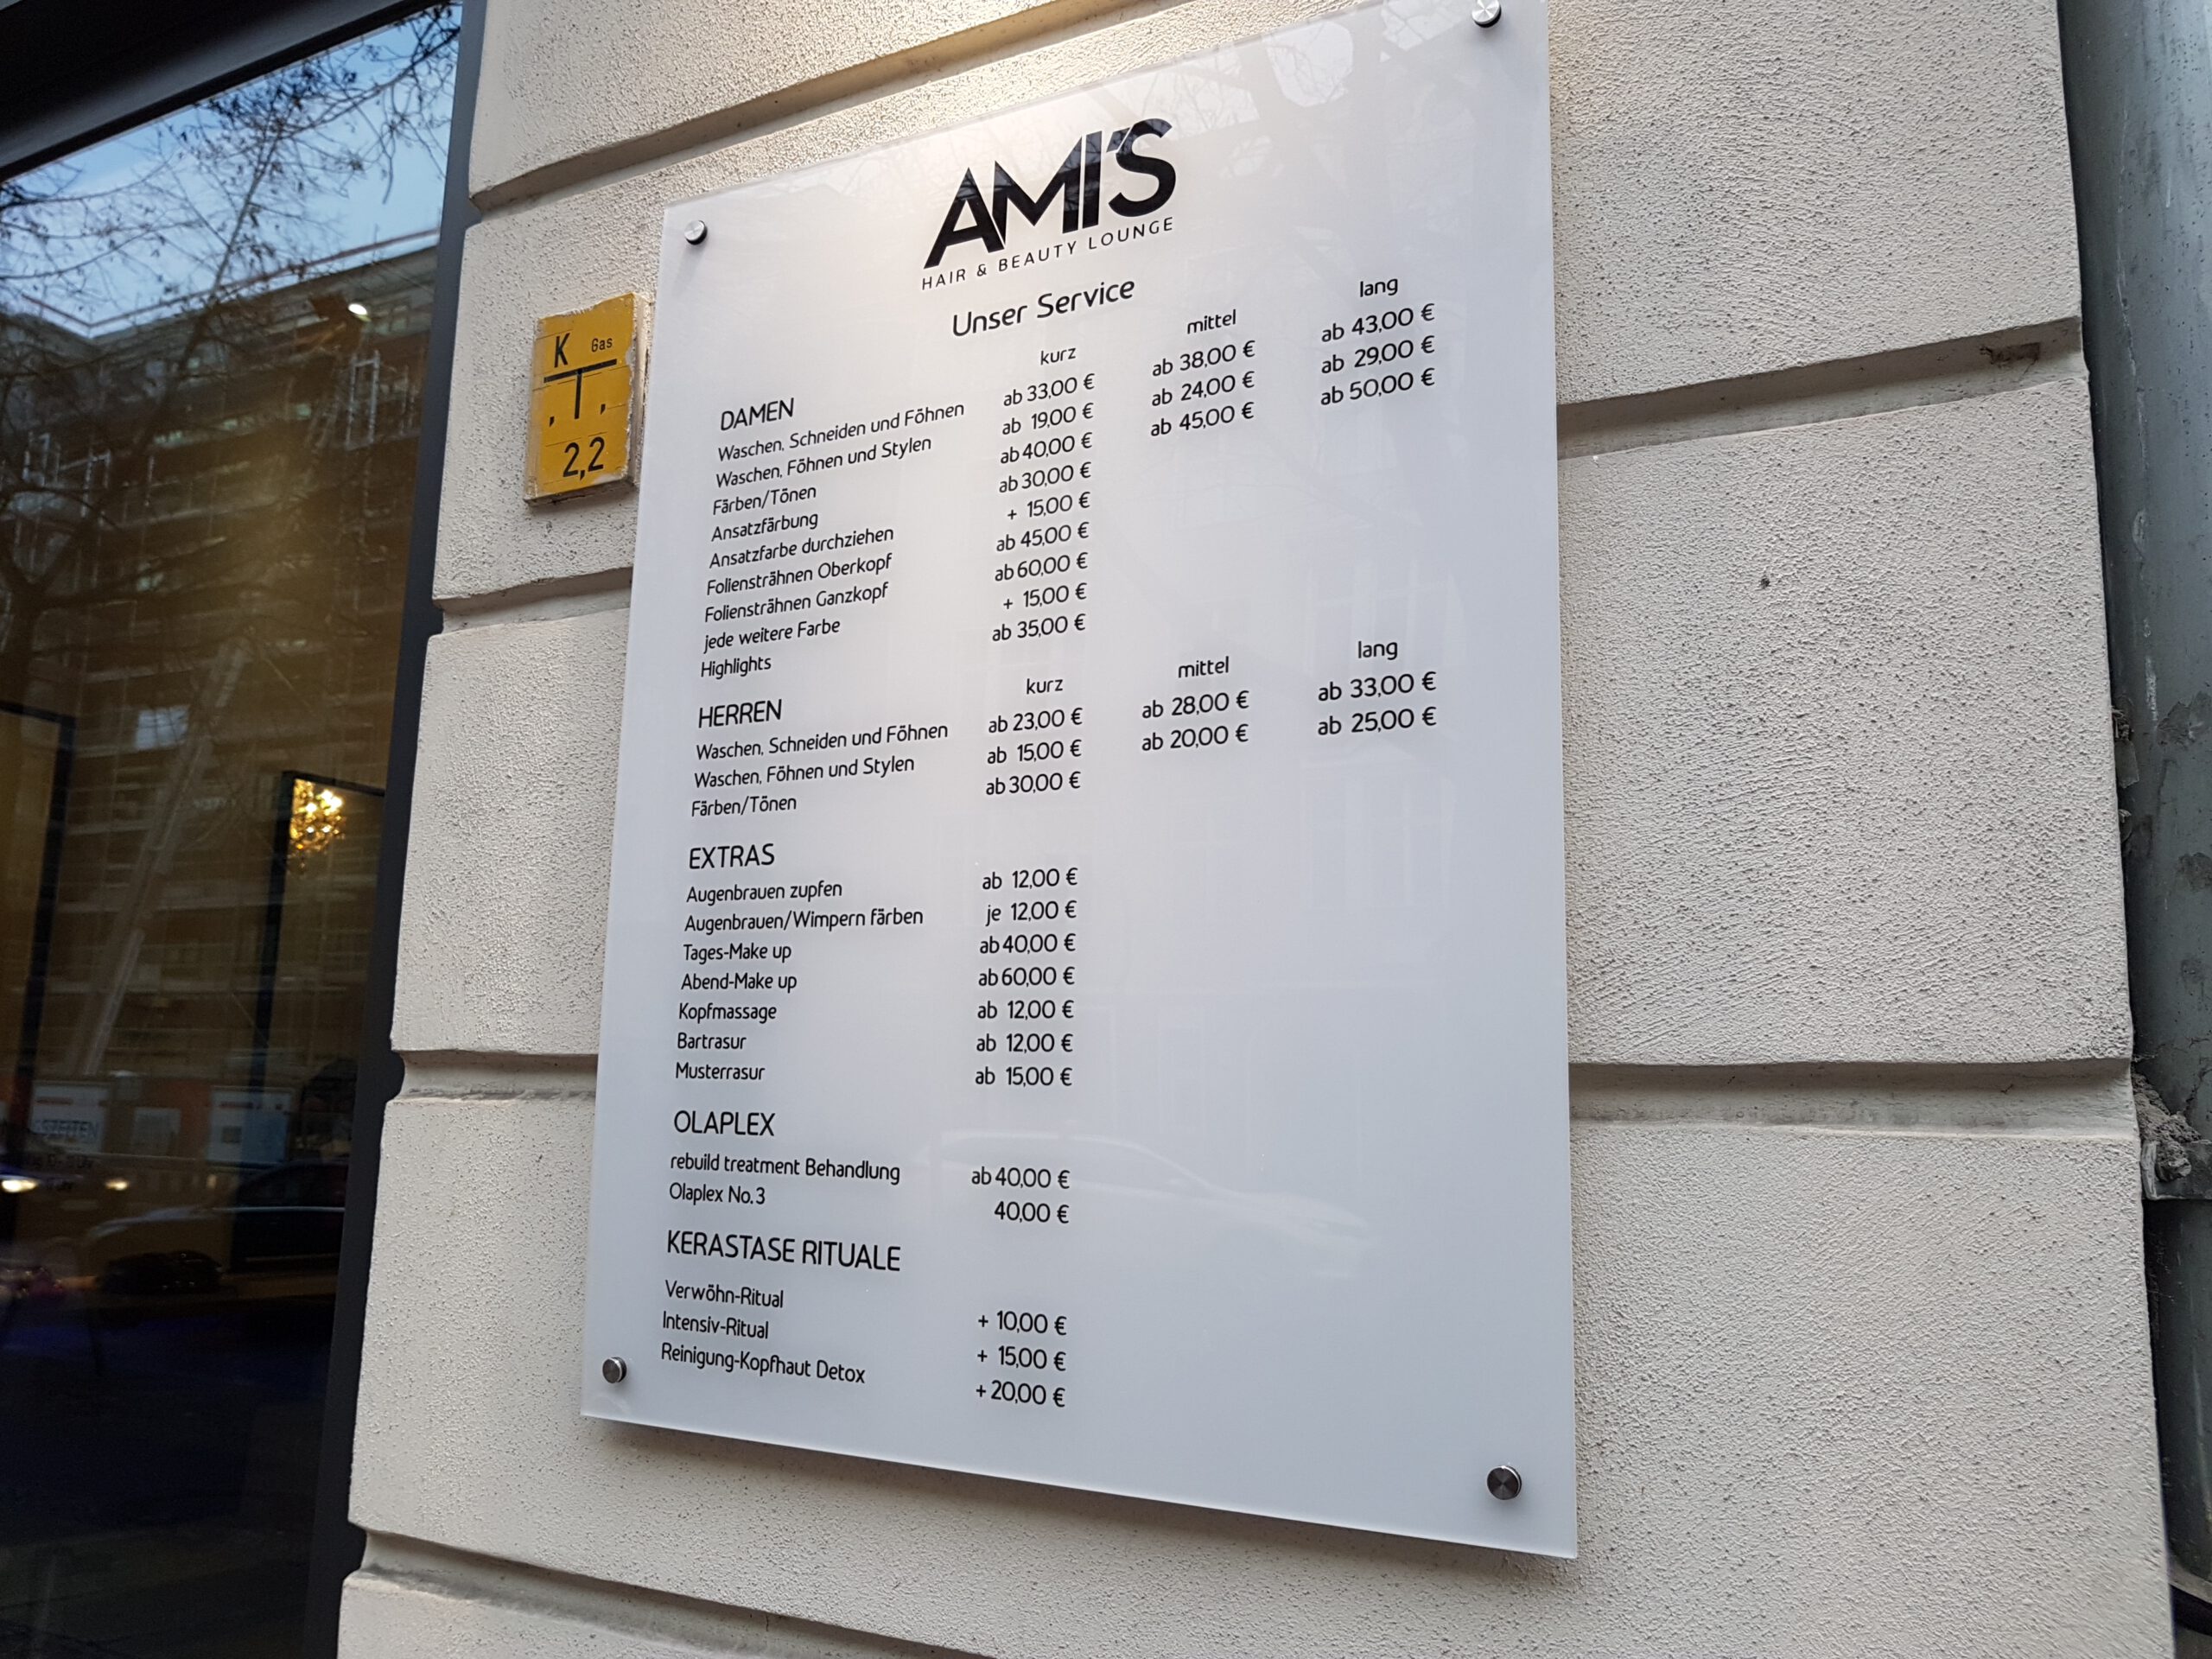 AMI'S
HAIR & BEAUTY LOUNGE
Unser Service
kurz mittel lang
DAMEN
Waschen, Schneiden und Föhnen ab 33,00 € ab 38,00 € ab 43,00 €
Waschen, Föhnen und Stylen ab 19,00 € ab 24,00 € ab 29,00 €
Färben/Tönen ab 40,00 € ab 45,00 € ab 50,00 €
Ansatzfärbung ab 30,00 €
Ansatzfarbe durchziehen + 15,00 €
Foliensträhnen Oberkopf ab 45,00 €
Foliensträhnen Ganzkopf ab 60,00 €
jede weitere Farbe + 15,00 €
Highlights ab 35,00 €
kurz mittel lang
HERREN
Waschen, Schneiden und Föhnen ab 23,00 € ab 28,00 € ab 33,00 €
Waschen, Föhnen und Stylen ab 15,00 € ab 20,00 € ab 25,00 €
Färben/Tönen ab 30,00 €
EXTRAS
Augenbrauen zupfen ab 12,00 €
Augenbrauen/Wimpern färben je 12,00 €
Tages-Make up ab 40,00 €
Abend-Make up ab 60,00 €
Kopfmassage ab 12,00 €
Bartrasur ab 12,00 €
Musterrasur ab 15,00 €
OLAPLEX
rebuild treatment Behandlung ab 40,00 €
Olaplex No.3 40,00 €
KERASTASE RITUALE
Verwöhn-Ritual + 10,00 €
Intensiv-Ritual + 15,00 €
Reinigung-Kopfhaut Detox + 20,00 €
K Gas
, ,
2,2